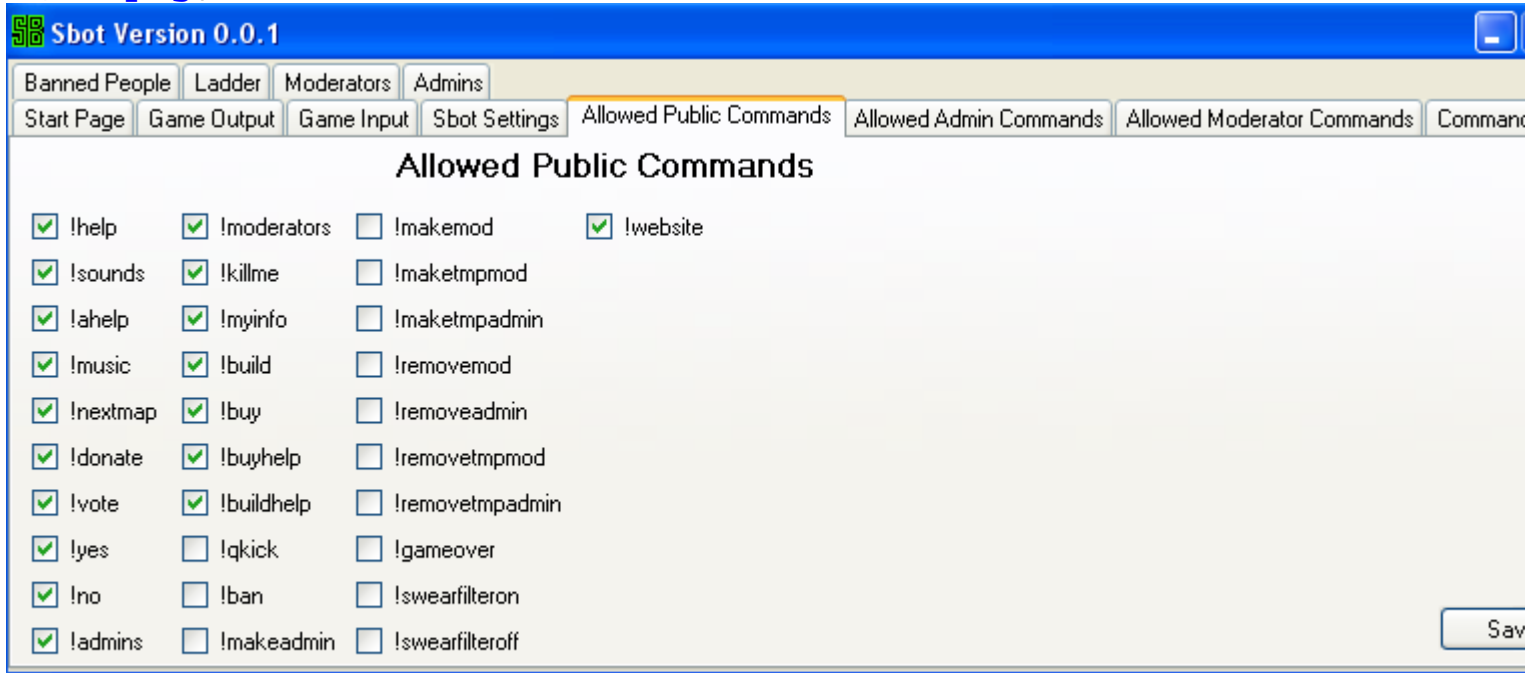 Sbot Version 0.0.1
Banned People Ladder Moderators Admins
Start Page Game Output Game Input Sbot Settings Allowed Public Commands Allowed Admin Commands Allowed Moderator Commands
Allowed Public Commands
!help !moderators !makemod !website
!sounds !killme !maketmpmod
!ahelp !myinfo !maketmpadmin
!music !build !removemod
!nextmap !buy !removeadmin
!donate !buyhelp !removetmpmod
!vote !buildhelp !removetmpadmin
!yes !qkick !gameover
!no !ban !swearfilteron
!admins !makeadmin !swearfilteroff